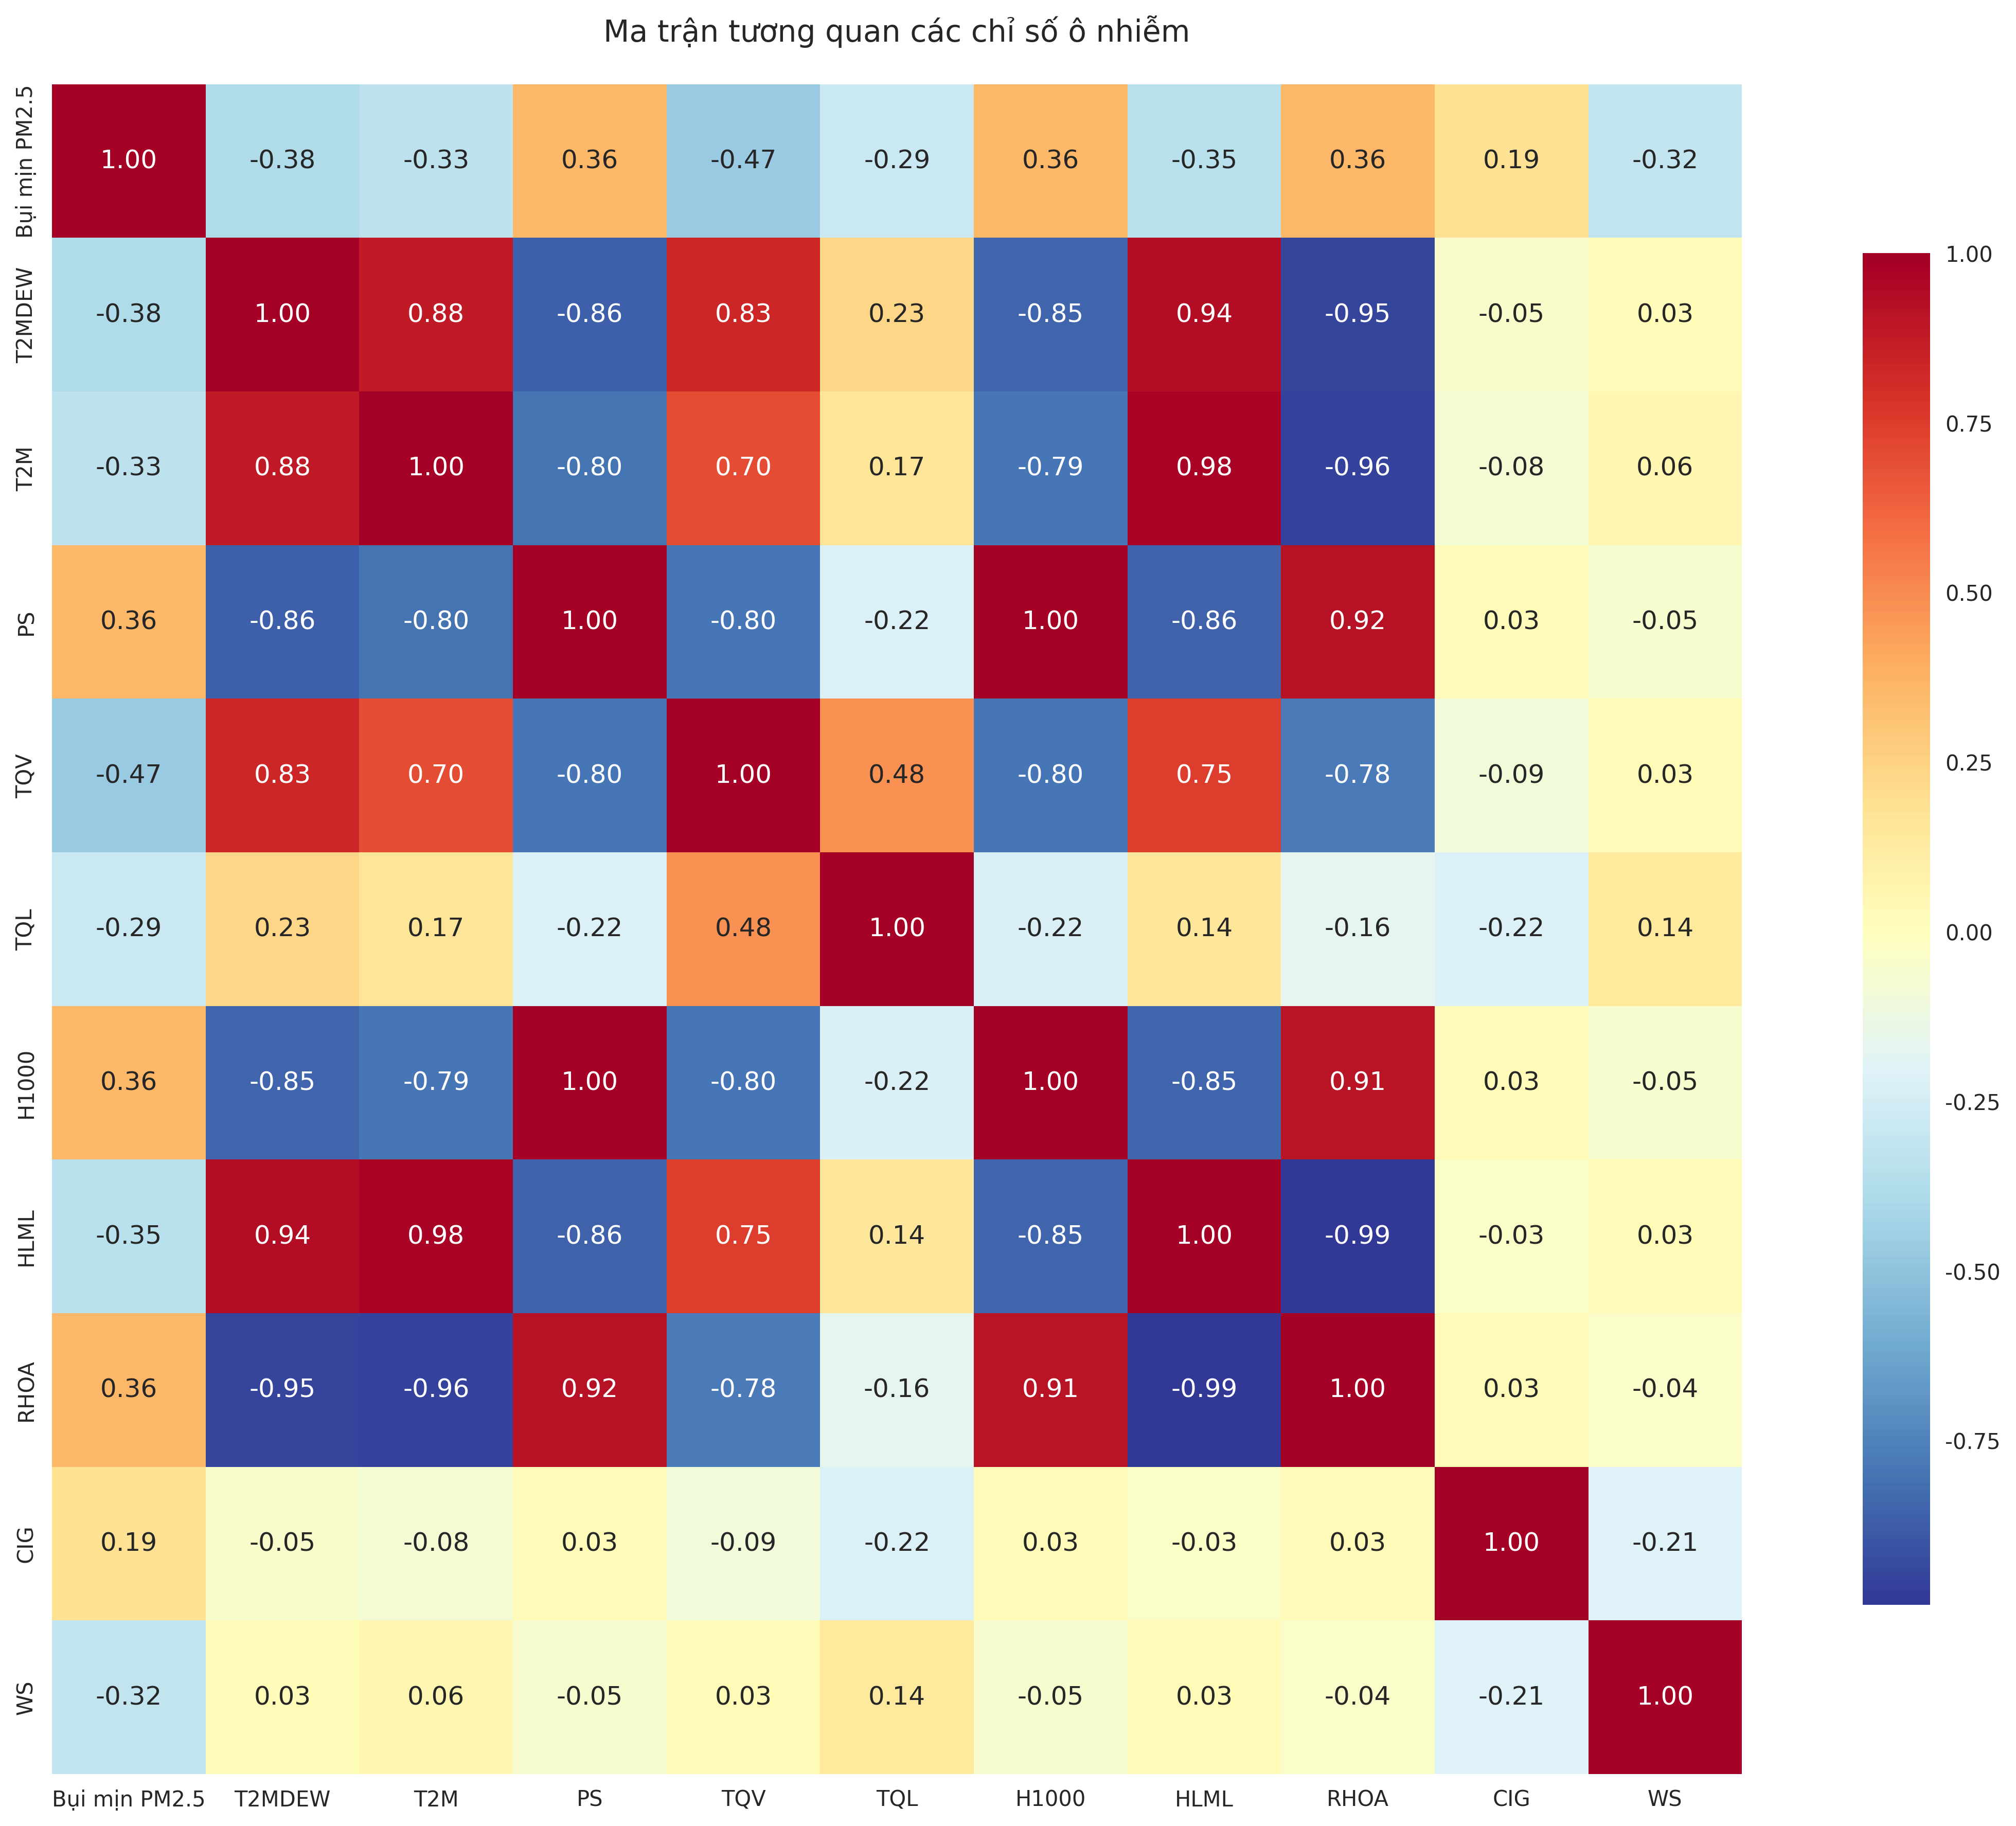 Ma trận tương quan các chỉ số ô nhiễm
Bụi mịn PM2.5 1.00 -0.38 -0.33 0.36 -0.47 -0.29 0.36 -0.35 0.36 0.19 -0.32
T2MDEW -0.38 1.00 0.88 -0.86 0.83 0.23 -0.85 0.94 -0.95 -0.05 0.03
T2M -0.33 0.88 1.00 -0.80 0.70 0.17 -0.79 0.98 -0.96 -0.08 0.06
PS 0.36 -0.86 -0.80 1.00 -0.80 -0.22 1.00 -0.86 0.92 0.03 -0.05
TQV -0.47 0.83 0.70 -0.80 1.00 0.48 -0.80 0.75 -0.78 -0.09 0.03
TQL -0.29 0.23 0.17 -0.22 0.48 1.00 -0.22 0.14 -0.16 -0.22 0.14
H1000 0.36 -0.85 -0.79 1.00 -0.80 -0.22 1.00 -0.85 0.91 0.03 -0.05
HLML -0.35 0.94 0.98 -0.86 0.75 0.14 -0.85 1.00 -0.99 -0.03 0.03
RHOA 0.36 -0.95 -0.96 0.92 -0.78 -0.16 0.91 -0.99 1.00 0.03 -0.04
CIG 0.19 -0.05 -0.08 0.03 -0.09 -0.22 0.03 -0.03 0.03 1.00 -0.21
WS -0.32 0.03 0.06 -0.05 0.03 0.14 -0.05 0.03 -0.04 -0.21 1.00
Bụi mịn PM2.5 T2MDEW T2M PS TQV TQL H1000 HLML RHOA CIG WS
1.00
0.75
0.50
0.25
0.00
-0.25
-0.50
-0.75